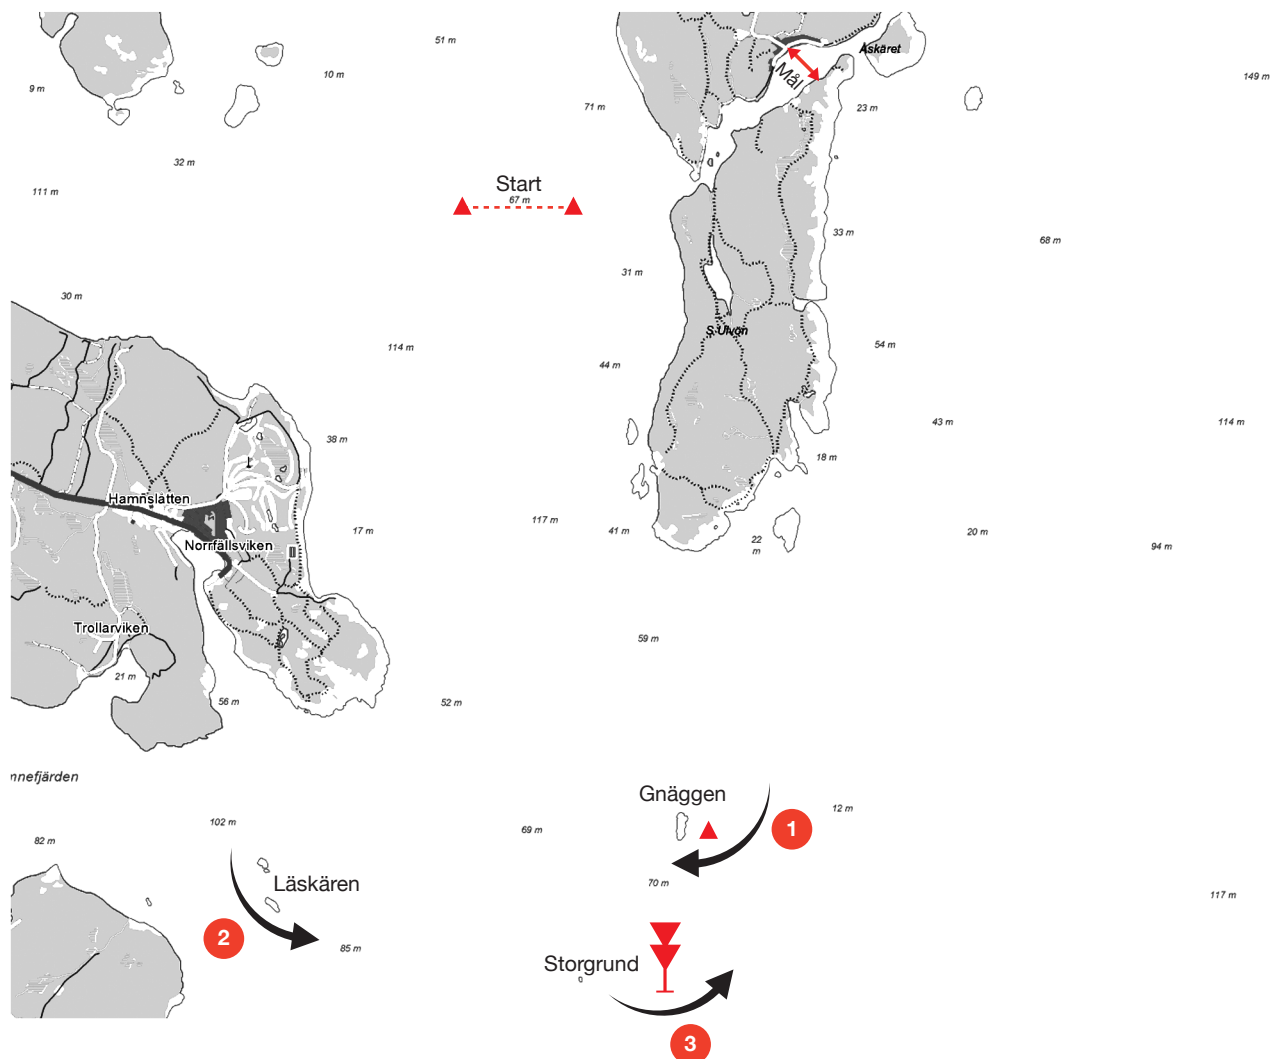 51 m
10 m
9 m
71 m
Mål
Åskäret
23 m
149 m
32 m
111 m
Start
67 m
33 m
68 m
31 m
30 m
S Ulvön
114 m
54 m
44 m
38 m
43 m
114 m
18 m
Hamnslåtten
117 m
17 m
41 m
22
m
20 m
94 m
Norrfällsviken
Trollarviken
59 m
21 m
56 m
52 m
mnefjärden
Gnäggen
12 m
1
102 m
69 m
82 m
Läskären
70 m
117 m
2
85 m
Storgrund
3